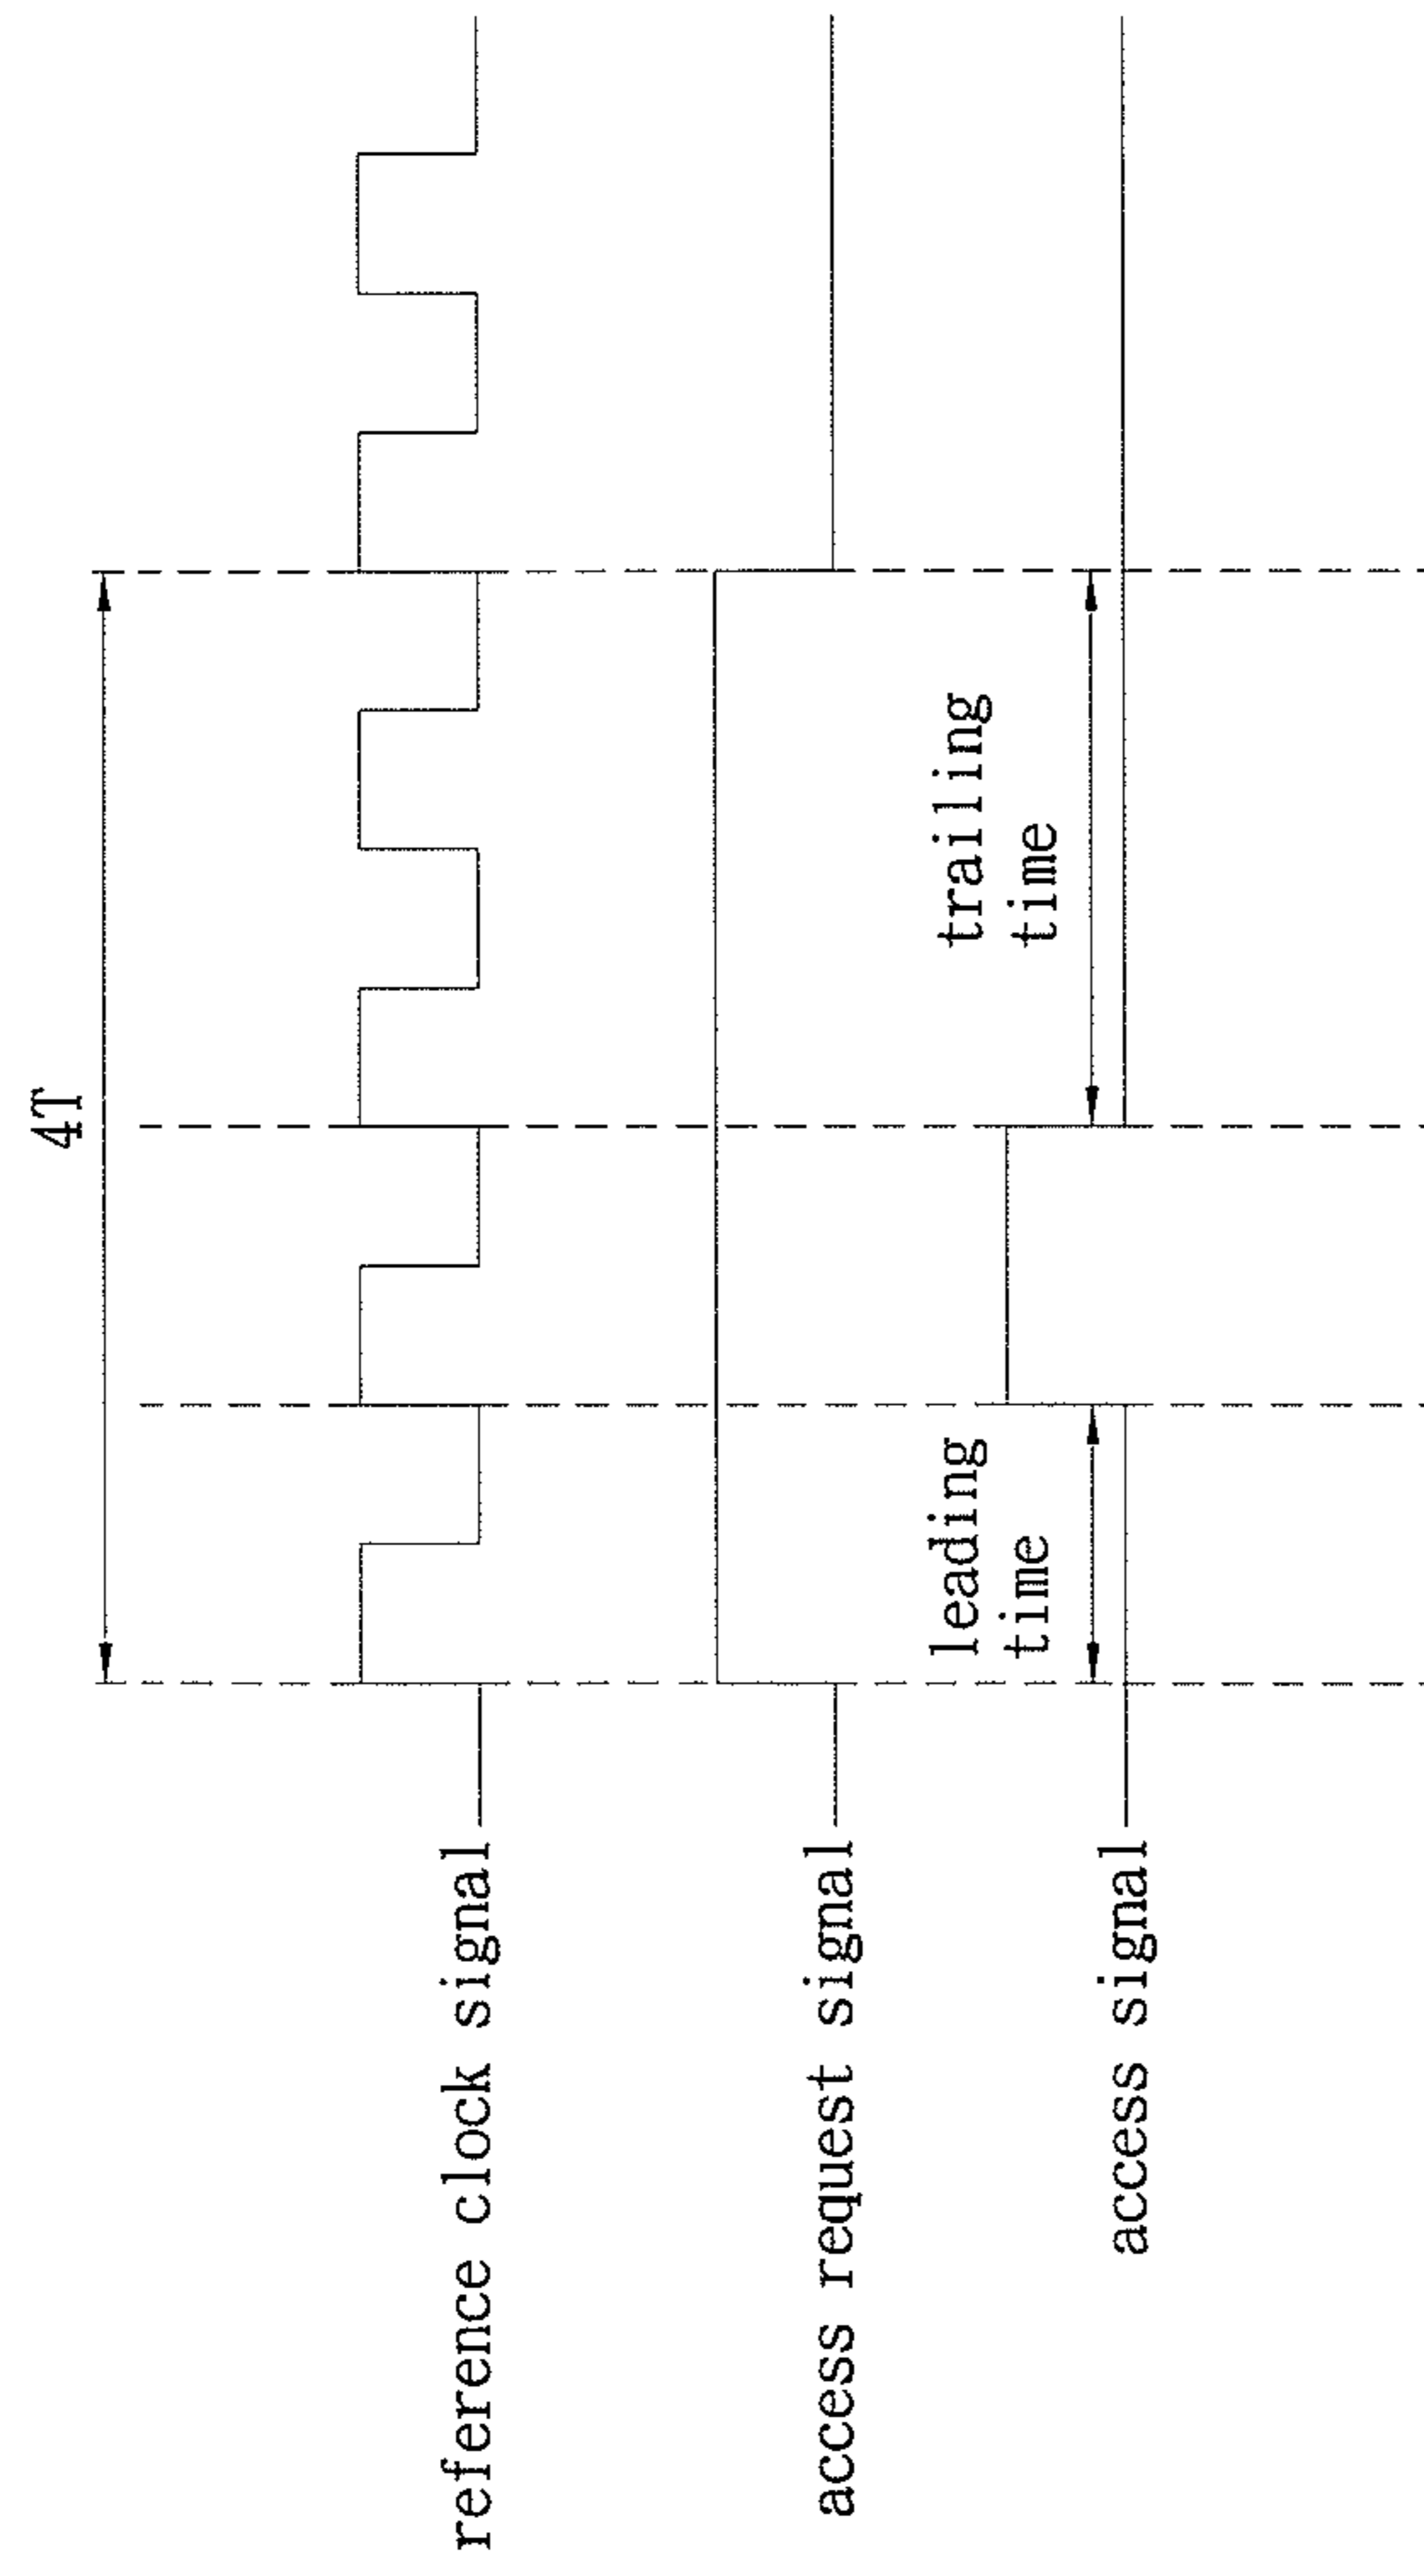 4T
reference clock signal
access request signal
trailing
time
leading
time
access signal